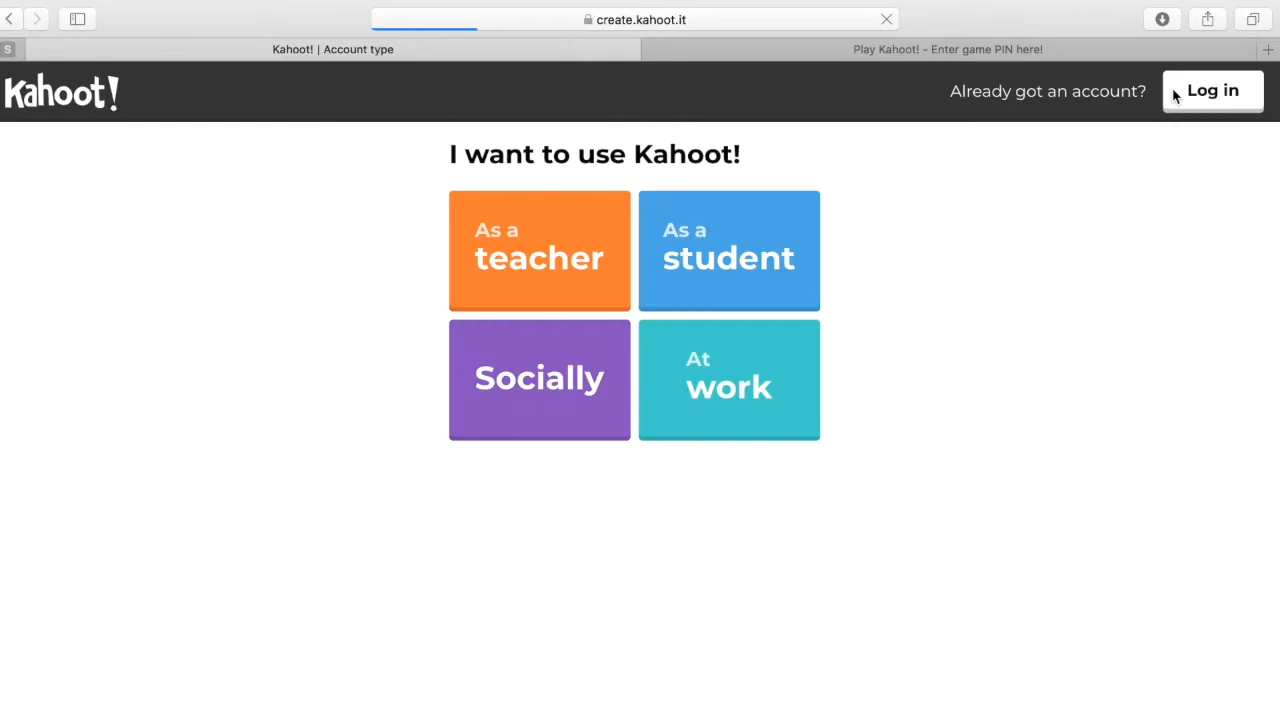 create.kahoot.it
S
Kahoot! | Account type
Play Kahoot! - Enter game PIN here!
Kahoot!
Already got an account?
Log in
I want to use Kahoot!
As a
teacher
As a
student
Socially
At
work